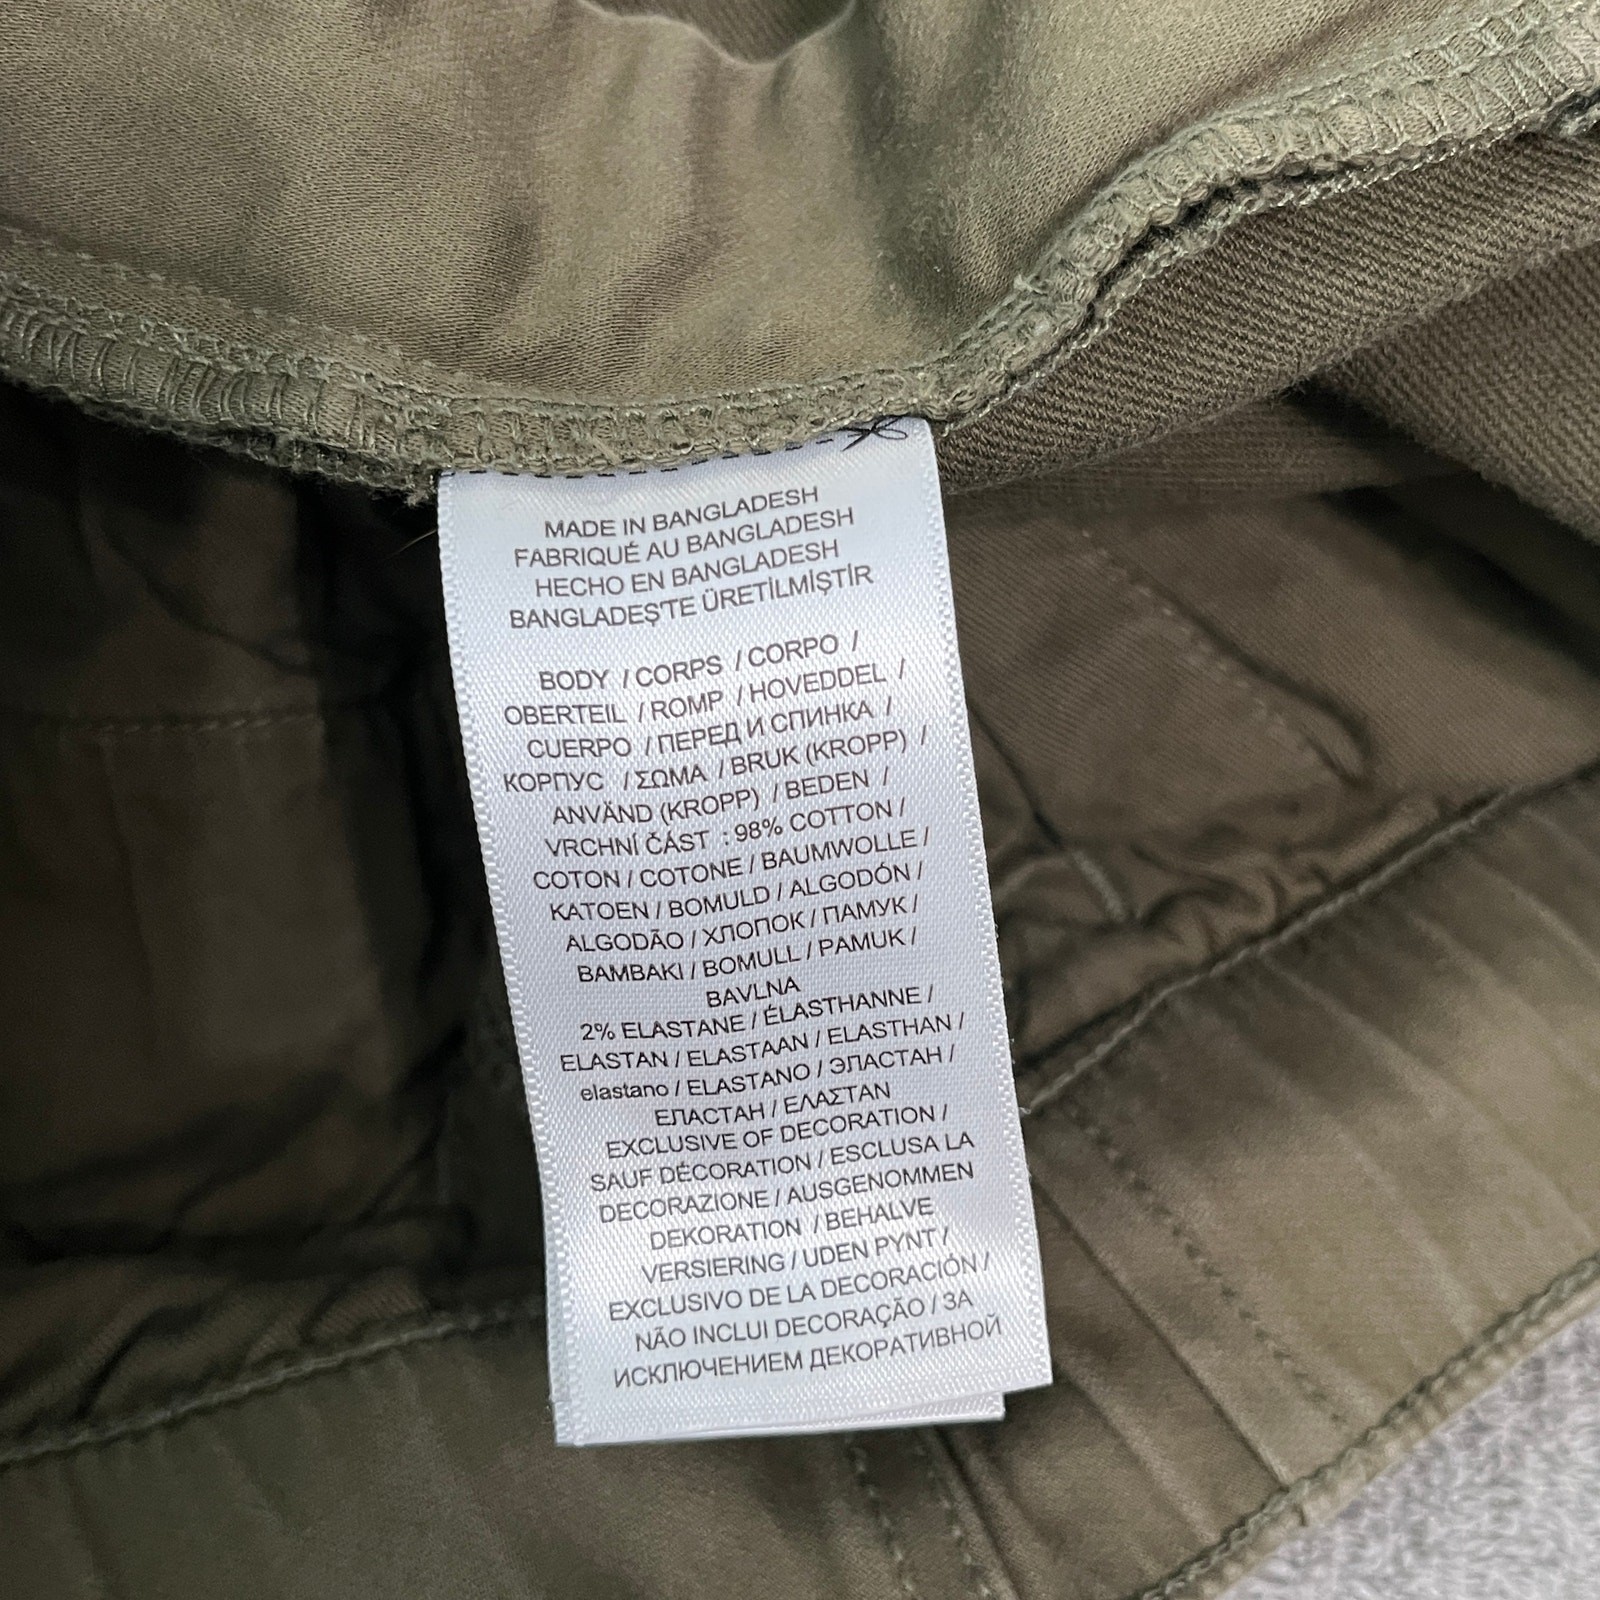 MADE IN BANGLADESH
FABRIQUÉ AU BANGLADESH
HECHO EN BANGLADESH
BANGLADEŞ'TE ÜRETİLMİŞTİR
BODY / CORPS / CORPO /
OBERTEIL / ROMP / HOVEDDEL /
CUERPO / ПЕРЕД И СПИНКА /
КОРПУС / ΣΩΜΑ / BRUK (KROPP) /
ANVÄND (KROPP) / BEDEN /
VRCHNÍ ČÁST : 98% COTTON /
COTON / COTONE / BAUMWOLLE /
KATOEN / BOMULD / ALGODÓN /
ALGODÃO / ХЛОПОК / ПАМУК /
BAMBAKI / BOMULL / PAMUK /
BAVLNA
2% ELASTANE / ÉLASTHANNE /
ELASTAN / ELASTAAN / ELASTHAN /
elastano / ELASTANO / ЭЛАСТАН /
ЕЛАСТАН / ΕΛΑΣΤΑΝ
EXCLUSIVE OF DECORATION /
SAUF DÉCORATION / ESCLUSA LA
DECORAZIONE / AUSGENOMMEN
DEKORATION / BEHALVE
VERSIERING / UDEN PYNT /
EXCLUSIVO DE LA DECORACIÓN /
NÃO INCLUI DECORAÇÃO / ЗА
ИСКЛЮЧЕНИЕМ ДЕКОРАТИВНОЙ